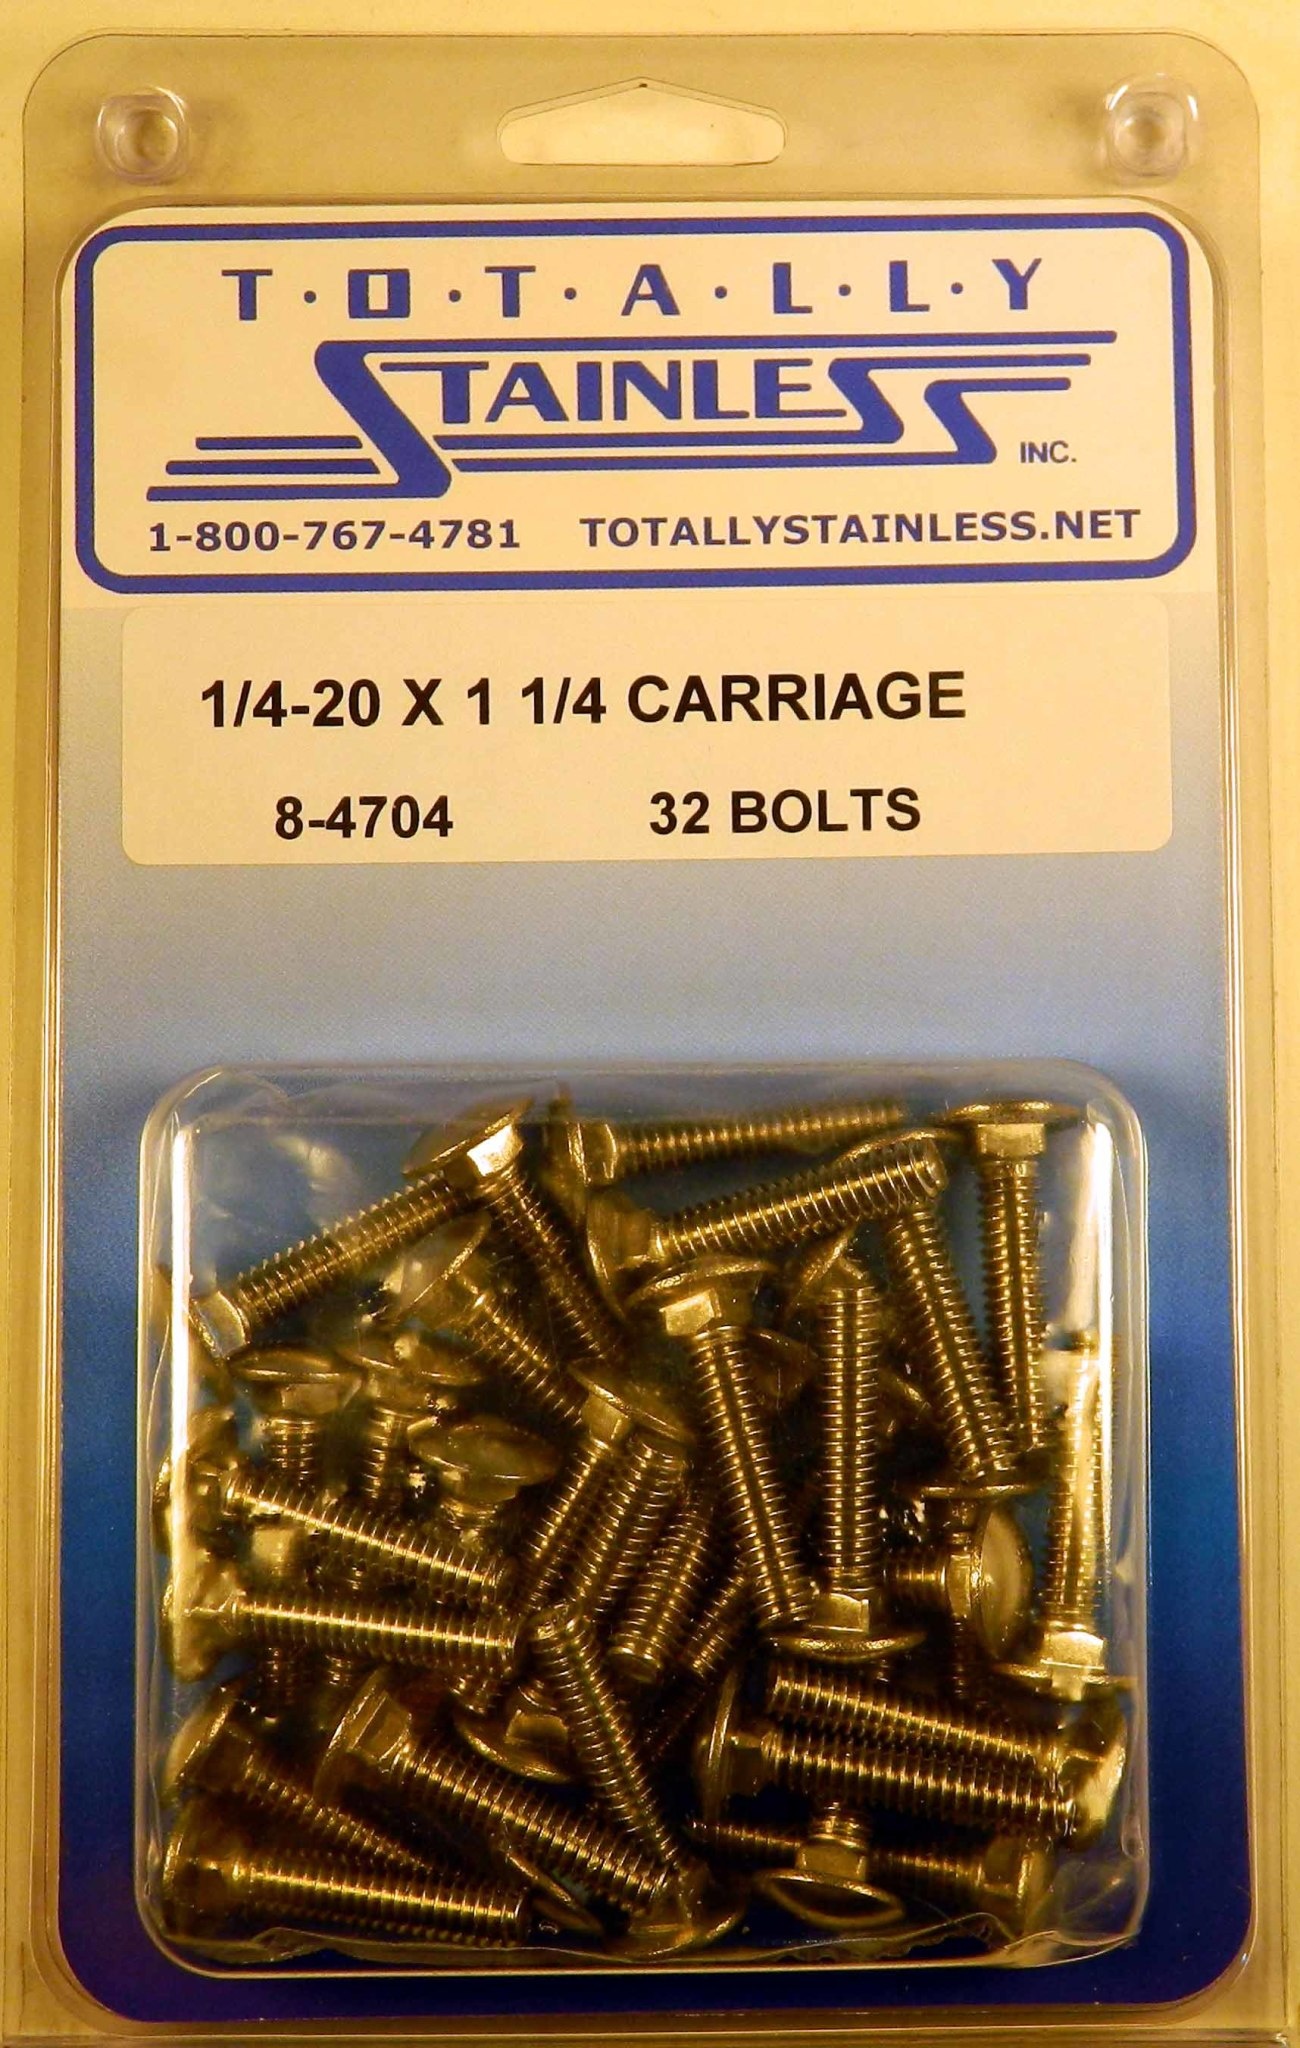 T·O·T·A·L·L·Y
STAINLESS INC.
1-800-767-4781 TOTALLYSTAINLESS.NET
1/4-20 X 1 1/4 CARRIAGE
8-4704 32 BOLTS